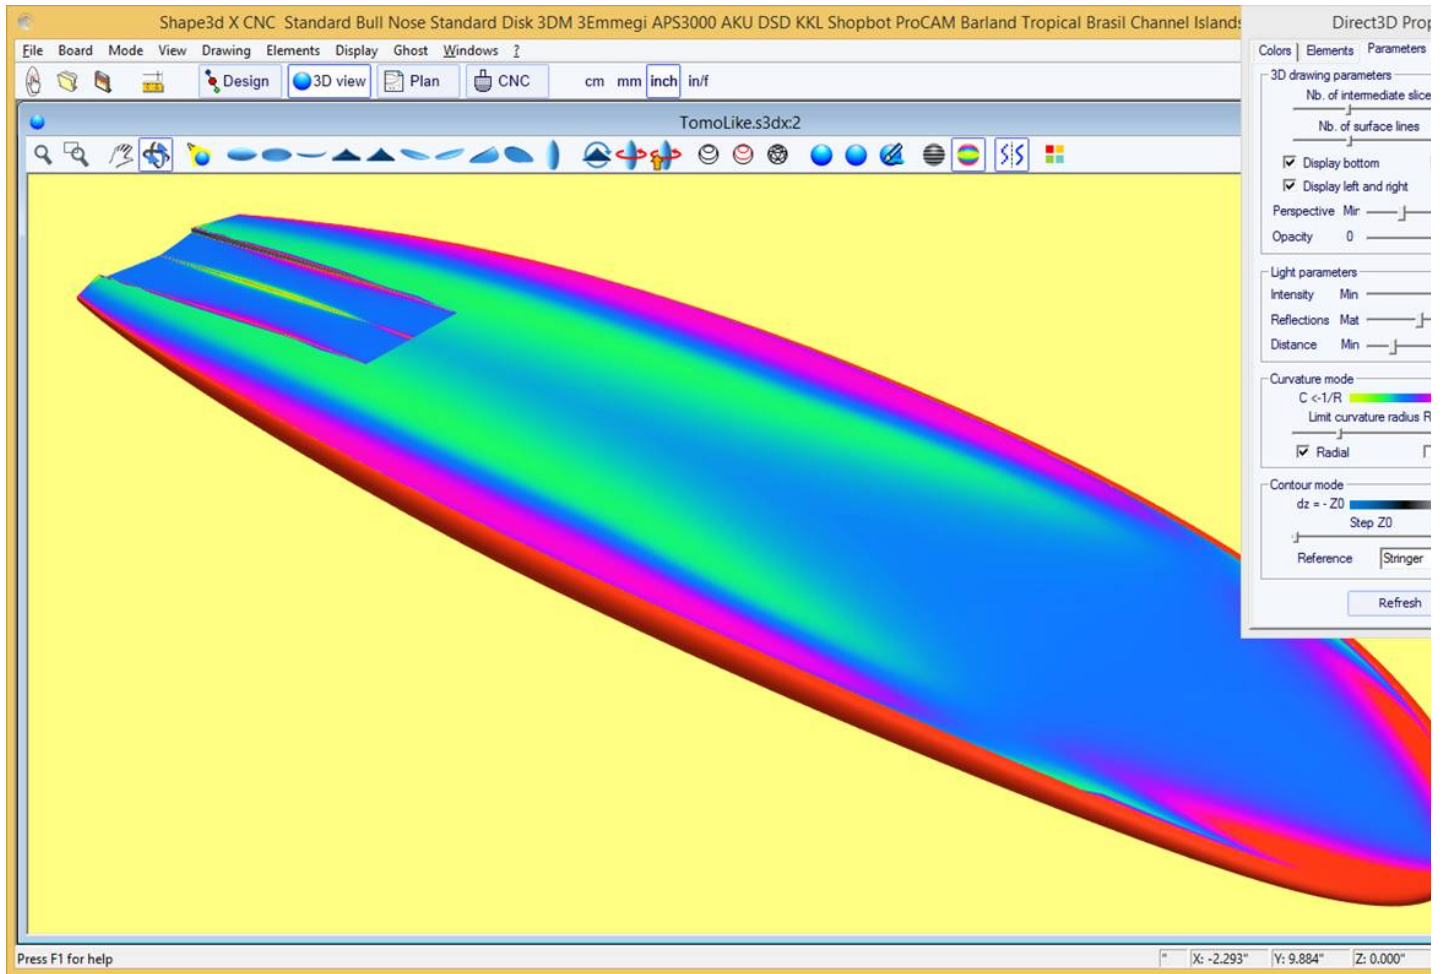 Shape3d X CNC Standard Bull Nose Standard Disk 3DM 3Emmegi APS3000 AKU DSD KKL Shopbot ProCAM Barland Tropical Brasil Channel Islands
Direct3D Prop
File Board Mode View Drawing Elements Display Ghost Windows ?
Design 3D view Plan CNC cm mm inch in/f
TomoLike.s3dx:2
Colors Elements Parameters
3D drawing parameters
Nb. of intermediate slice
Nb. of surface lines
Display bottom
Display left and right
Perspective Min
Opacity 0
Light parameters
Intensity Min
Reflections Mat
Distance Min
Curvature mode
C <-1/R
Limit curvature radius R
Radial
Contour mode
dz = - Z0
Step Z0
Reference Stringer
Refresh
Press F1 for help
" X: -2.293" Y: 9.884" Z: 0.000"